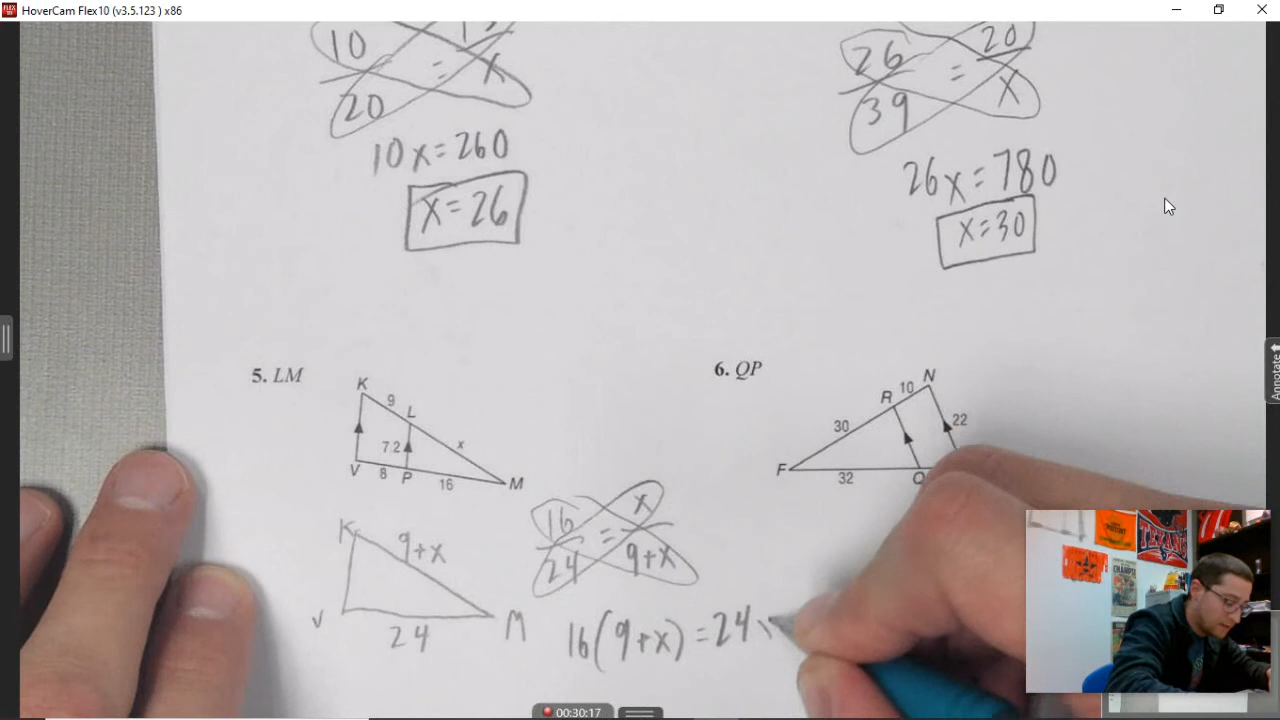 HoverCam Flex10 (v3.5.123 ) x86
10
20
=
x
10x=260
x=26
26
39
=
20
x
26x=780
x=30
5. LM
K
9
L
7.2
x
V
8
P
16
M
K
9+x
V
24
M
16
24
=
x
9+x
16(9+x)=24
6. QP
N
10
R
30
22
F
32
Annotate
TEXANS
00:30:17